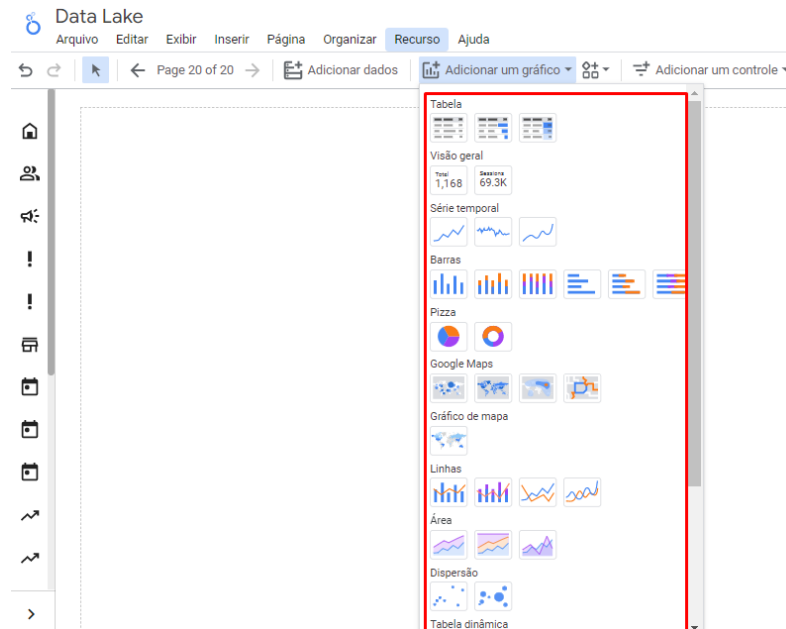 Data Lake
Arquivo Editar Exibir Inserir Página Organizar Recurso Ajuda
Page 20 of 20 Adicionar dados Adicionar um gráfico Adicionar um controle
Tabela
Visão geral
Total
1,168
Sessions
69.3K
Série temporal
Barras
Pizza
Google Maps
Gráfico de mapa
Linhas
Área
Dispersão
Tabela dinâmica